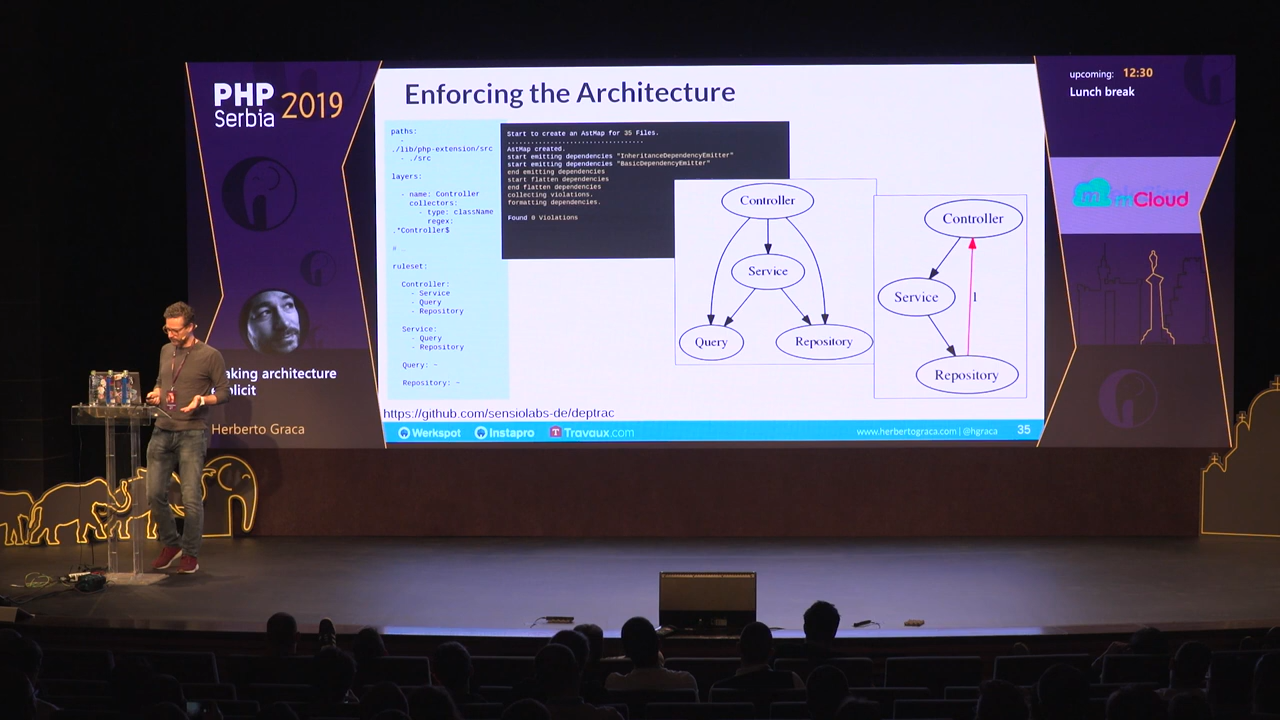 PHP
Serbia 2019
Enforcing the Architecture
upcoming: 12:30
Lunch break
paths:
-
./lib/php-extension/src
- ./src
layers:
- name: Controller
collectors:
- type: className
regex:
.*Controller$
# …
ruleset:
Controller:
- Service
- Query
- Repository
Service:
- Query
- Repository
Query: ~
Repository: ~
Start to create an AstMap for 35 Files.
AstMap created.
start emitting dependencies "InheritanceDependencyEmitter"
start emitting dependencies "BasicDependencyEmitter"
end emitting dependencies
start flatten dependencies
end flatten dependencies
collecting violations.
formatting dependencies.
Found 0 Violations
Controller
Service
Query
Repository
Controller
Service
1
Repository
mCloud
aking architecture
plicit
Herberto Graca
https://github.com/sensiolabs-de/deptrac
Werkspot Instapro Travaux.com
www.herbertograca.com | @hgraca 35